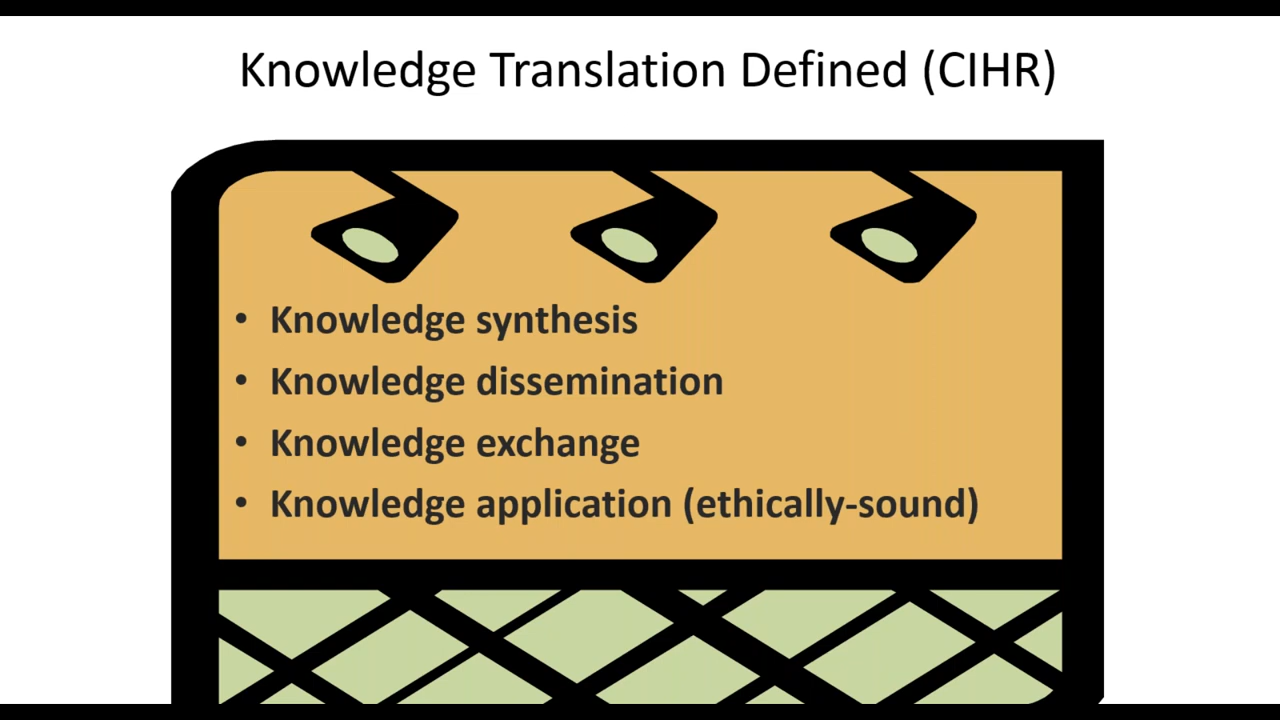 Knowledge Translation Defined (CIHR)
• Knowledge synthesis
• Knowledge dissemination
• Knowledge exchange
• Knowledge application (ethically-sound)